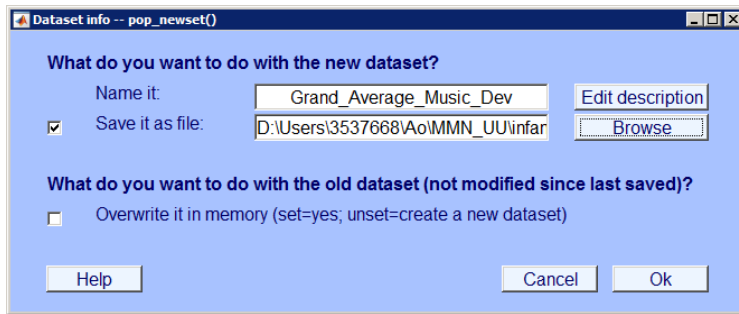 Dataset info -- pop_newset()
What do you want to do with the new dataset?
Name it: Grand_Average_Music_Dev Edit description
Save it as file: D:\Users\3537668\Ao\MMN_UU\infar Browse
What do you want to do with the old dataset (not modified since last saved)?
Overwrite it in memory (set=yes; unset=create a new dataset)
Help Cancel Ok